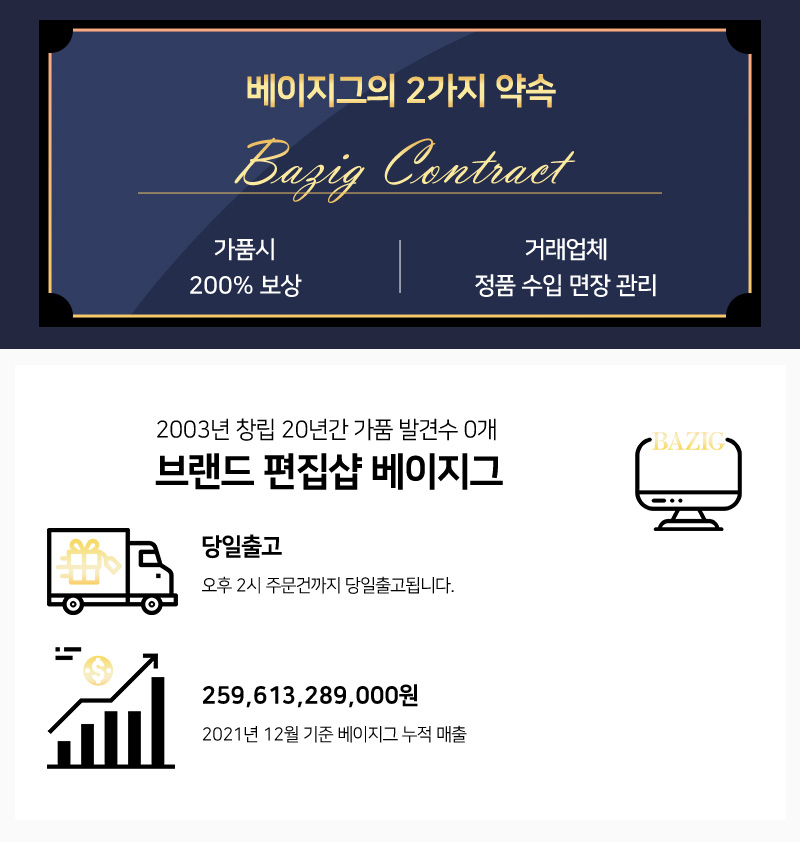 베이지그의 2가지 약속
Bazig Contract
가품시
200% 보상
거래업체
정품 수입 면장 관리
2003년 창립 20년간 가품 발견수 0개
브랜드 편집샵 베이지그
BAZIG
당일출고
오후 2시 주문건까지 당일출고됩니다.
$
259,613,289,000원
2021년 12월 기준 베이지그 누적 매출